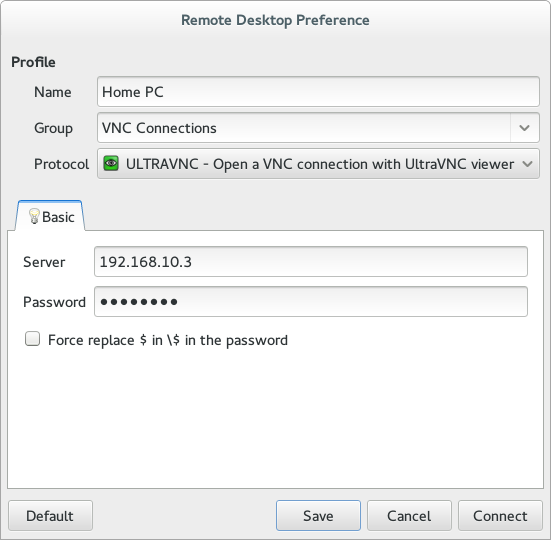 Remote Desktop Preference
Profile
Name Home PC
Group VNC Connections
Protocol ULTRAVNC - Open a VNC connection with UltraVNC viewer
Basic
Server 192.168.10.3
Password ●●●●●●●●
Force replace $ in \$ in the password
Default Save Cancel Connect